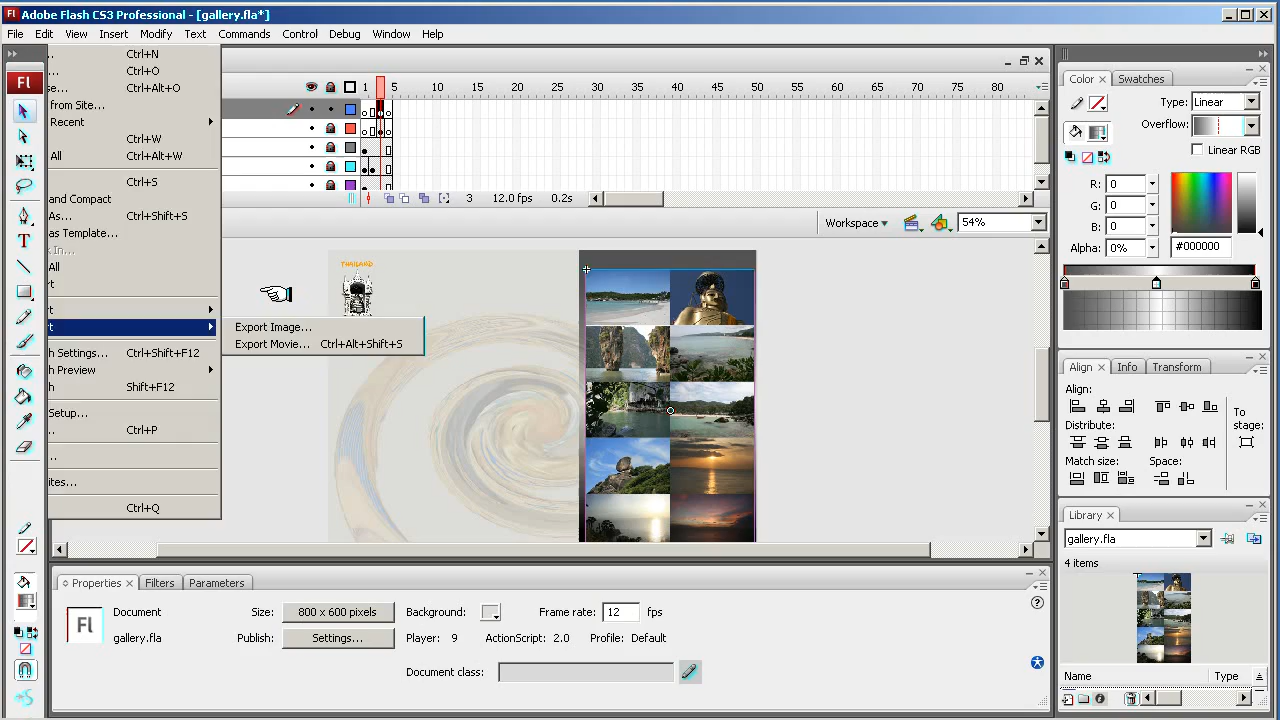 Adobe Flash CS3 Professional - [gallery.fla*]
File Edit View Insert Modify Text Commands Control Debug Window Help
Fl
.. Ctrl+N
... Ctrl+O
se... Ctrl+Alt+O
from Site...
Recent
Ctrl+W
All Ctrl+Alt+W
Ctrl+S
and Compact
As... Ctrl+Shift+S
as Template...
k In...
All
rt
rt
rt
Export Image...
Export Movie... Ctrl+Alt+Shift+S
h Settings... Ctrl+Shift+F12
h Preview
h Shift+F12
Setup...
.. Ctrl+P
..
ites...
Ctrl+Q
1 5 10 15 20 25 30 35 40 45 50 55 60 65 70 75 80
3 12.0 fps 0.2s
Workspace 54%
THAILAND
Color Swatches
Type: Linear
Overflow:
Linear RGB
R: 0
G: 0
B: 0
Alpha: 0% #000000
Align Info Transform
Align:
Distribute:
Match size: Space:
To stage:
Library
gallery.fla
4 items
Name Type
Properties Filters Parameters
Fl
Document
gallery.fla
Size: 800 x 600 pixels Background: Frame rate: 12 fps
Publish: Settings... Player: 9 ActionScript: 2.0 Profile: Default
Document class: